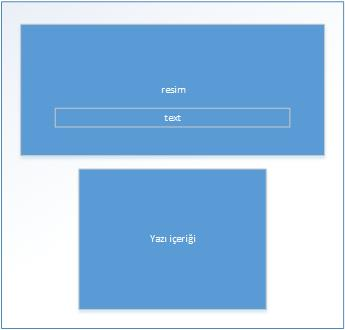 resim
text
Yazı içeriği